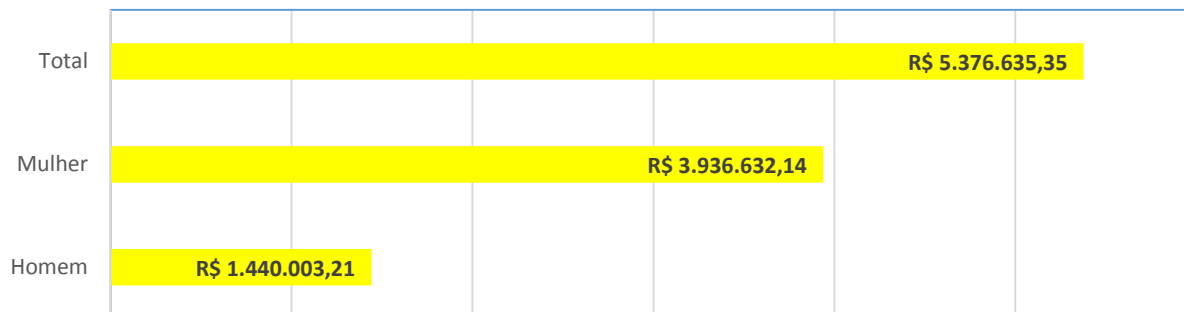 Total
R$ 5.376.635,35
Mulher
R$ 3.936.632,14
Homem
R$ 1.440.003,21